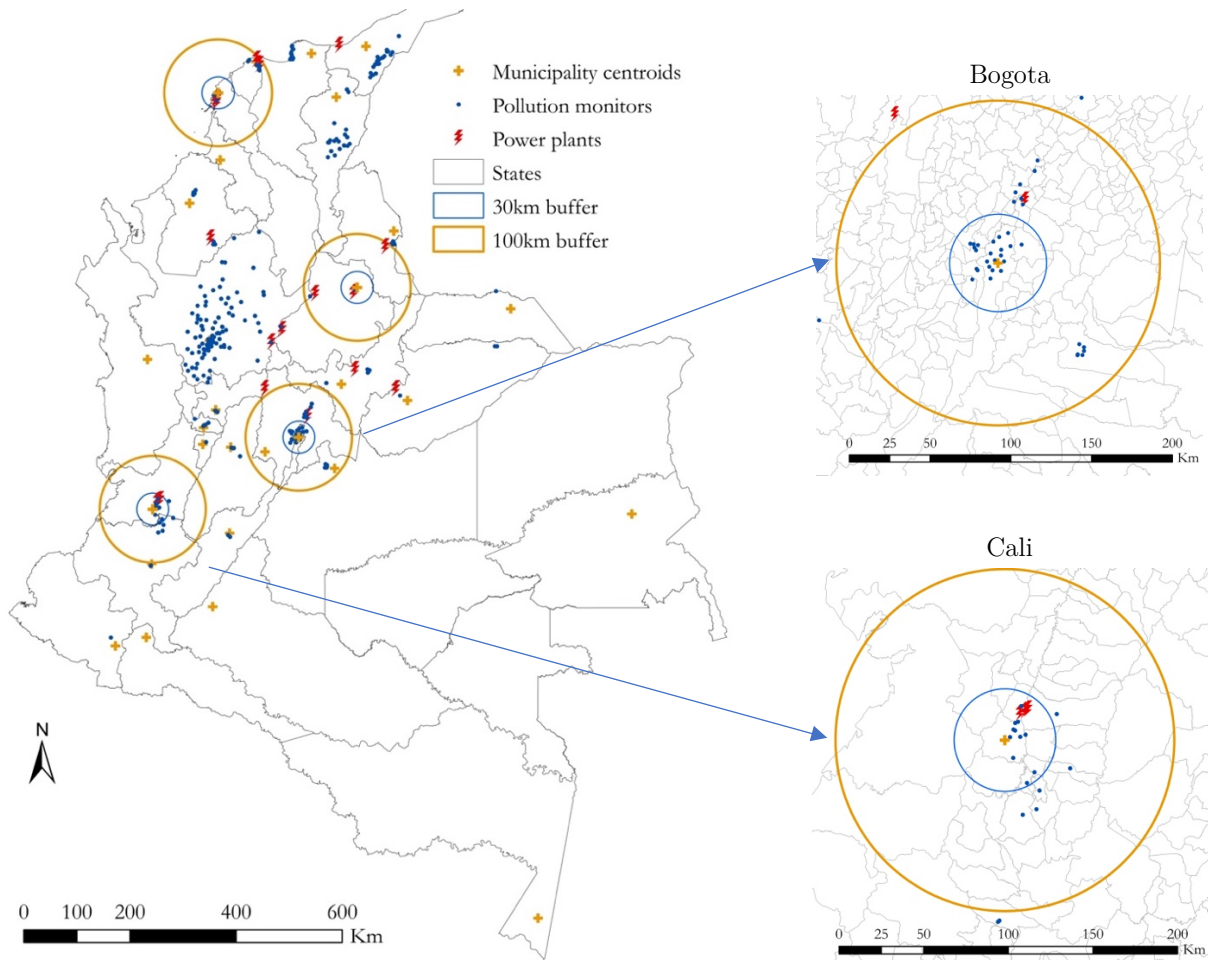 Municipality centroids
Pollution monitors
Power plants
States
30km buffer
100km buffer
N
0 100 200 400 600
Km
Bogota
0 25 50 100 150 200
Km
Cali
0 25 50 100 150 200
Km